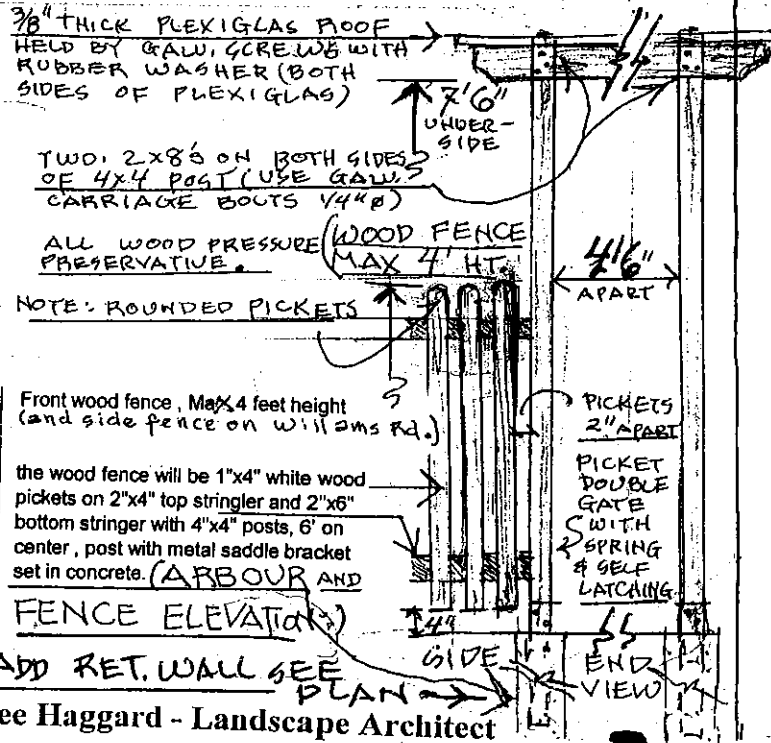 3/8" THICK PLEXIGLAS ROOF
HELD BY GALV. SCREWS WITH
RUBBER WASHER (BOTH
SIDES OF PLEXIGLAS)
7'6"
UNDER-
SIDE
TWO. 2x8'S ON BOTH SIDES
OF 4x4 POST (USE GALV.
CARRIAGE BOLTS 1/4"ø)
ALL WOOD PRESSURE
PRESERVATIVE.
(WOOD FENCE
MAX 4' HT.
4'6"
APART
NOTE: ROUNDED PICKETS
Front wood fence, Max 4 feet height
(and side fence on Williams Rd.)
PICKETS
2" APART
the wood fence will be 1"x4" white wood
pickets on 2"x4" top stringler and 2"x6"
bottom stringer with 4"x4" posts, 6' on
center, post with metal saddle bracket
set in concrete.
PICKET
DOUBLE
GATE
WITH
SPRING
& SELF
LATCHING
(ARBOUR AND
FENCE ELEVATION)
4"
ADD RET. WALL SEE
PLAN
SIDE
END
VIEW
ee Haggard - Landscape Architect